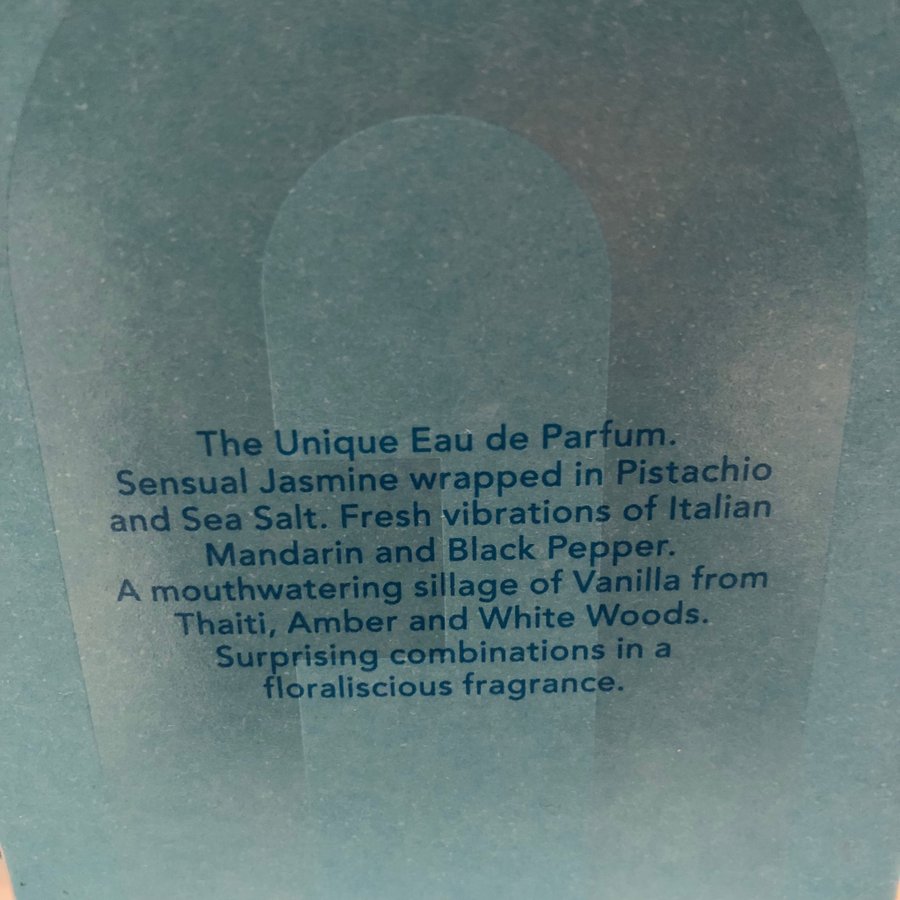 The Unique Eau de Parfum.
Sensual Jasmine wrapped in Pistachio
and Sea Salt. Fresh vibrations of Italian
Mandarin and Black Pepper.
A mouthwatering sillage of Vanilla from
Thaiti, Amber and White Woods.
Surprising combinations in a
floraliscious fragrance.